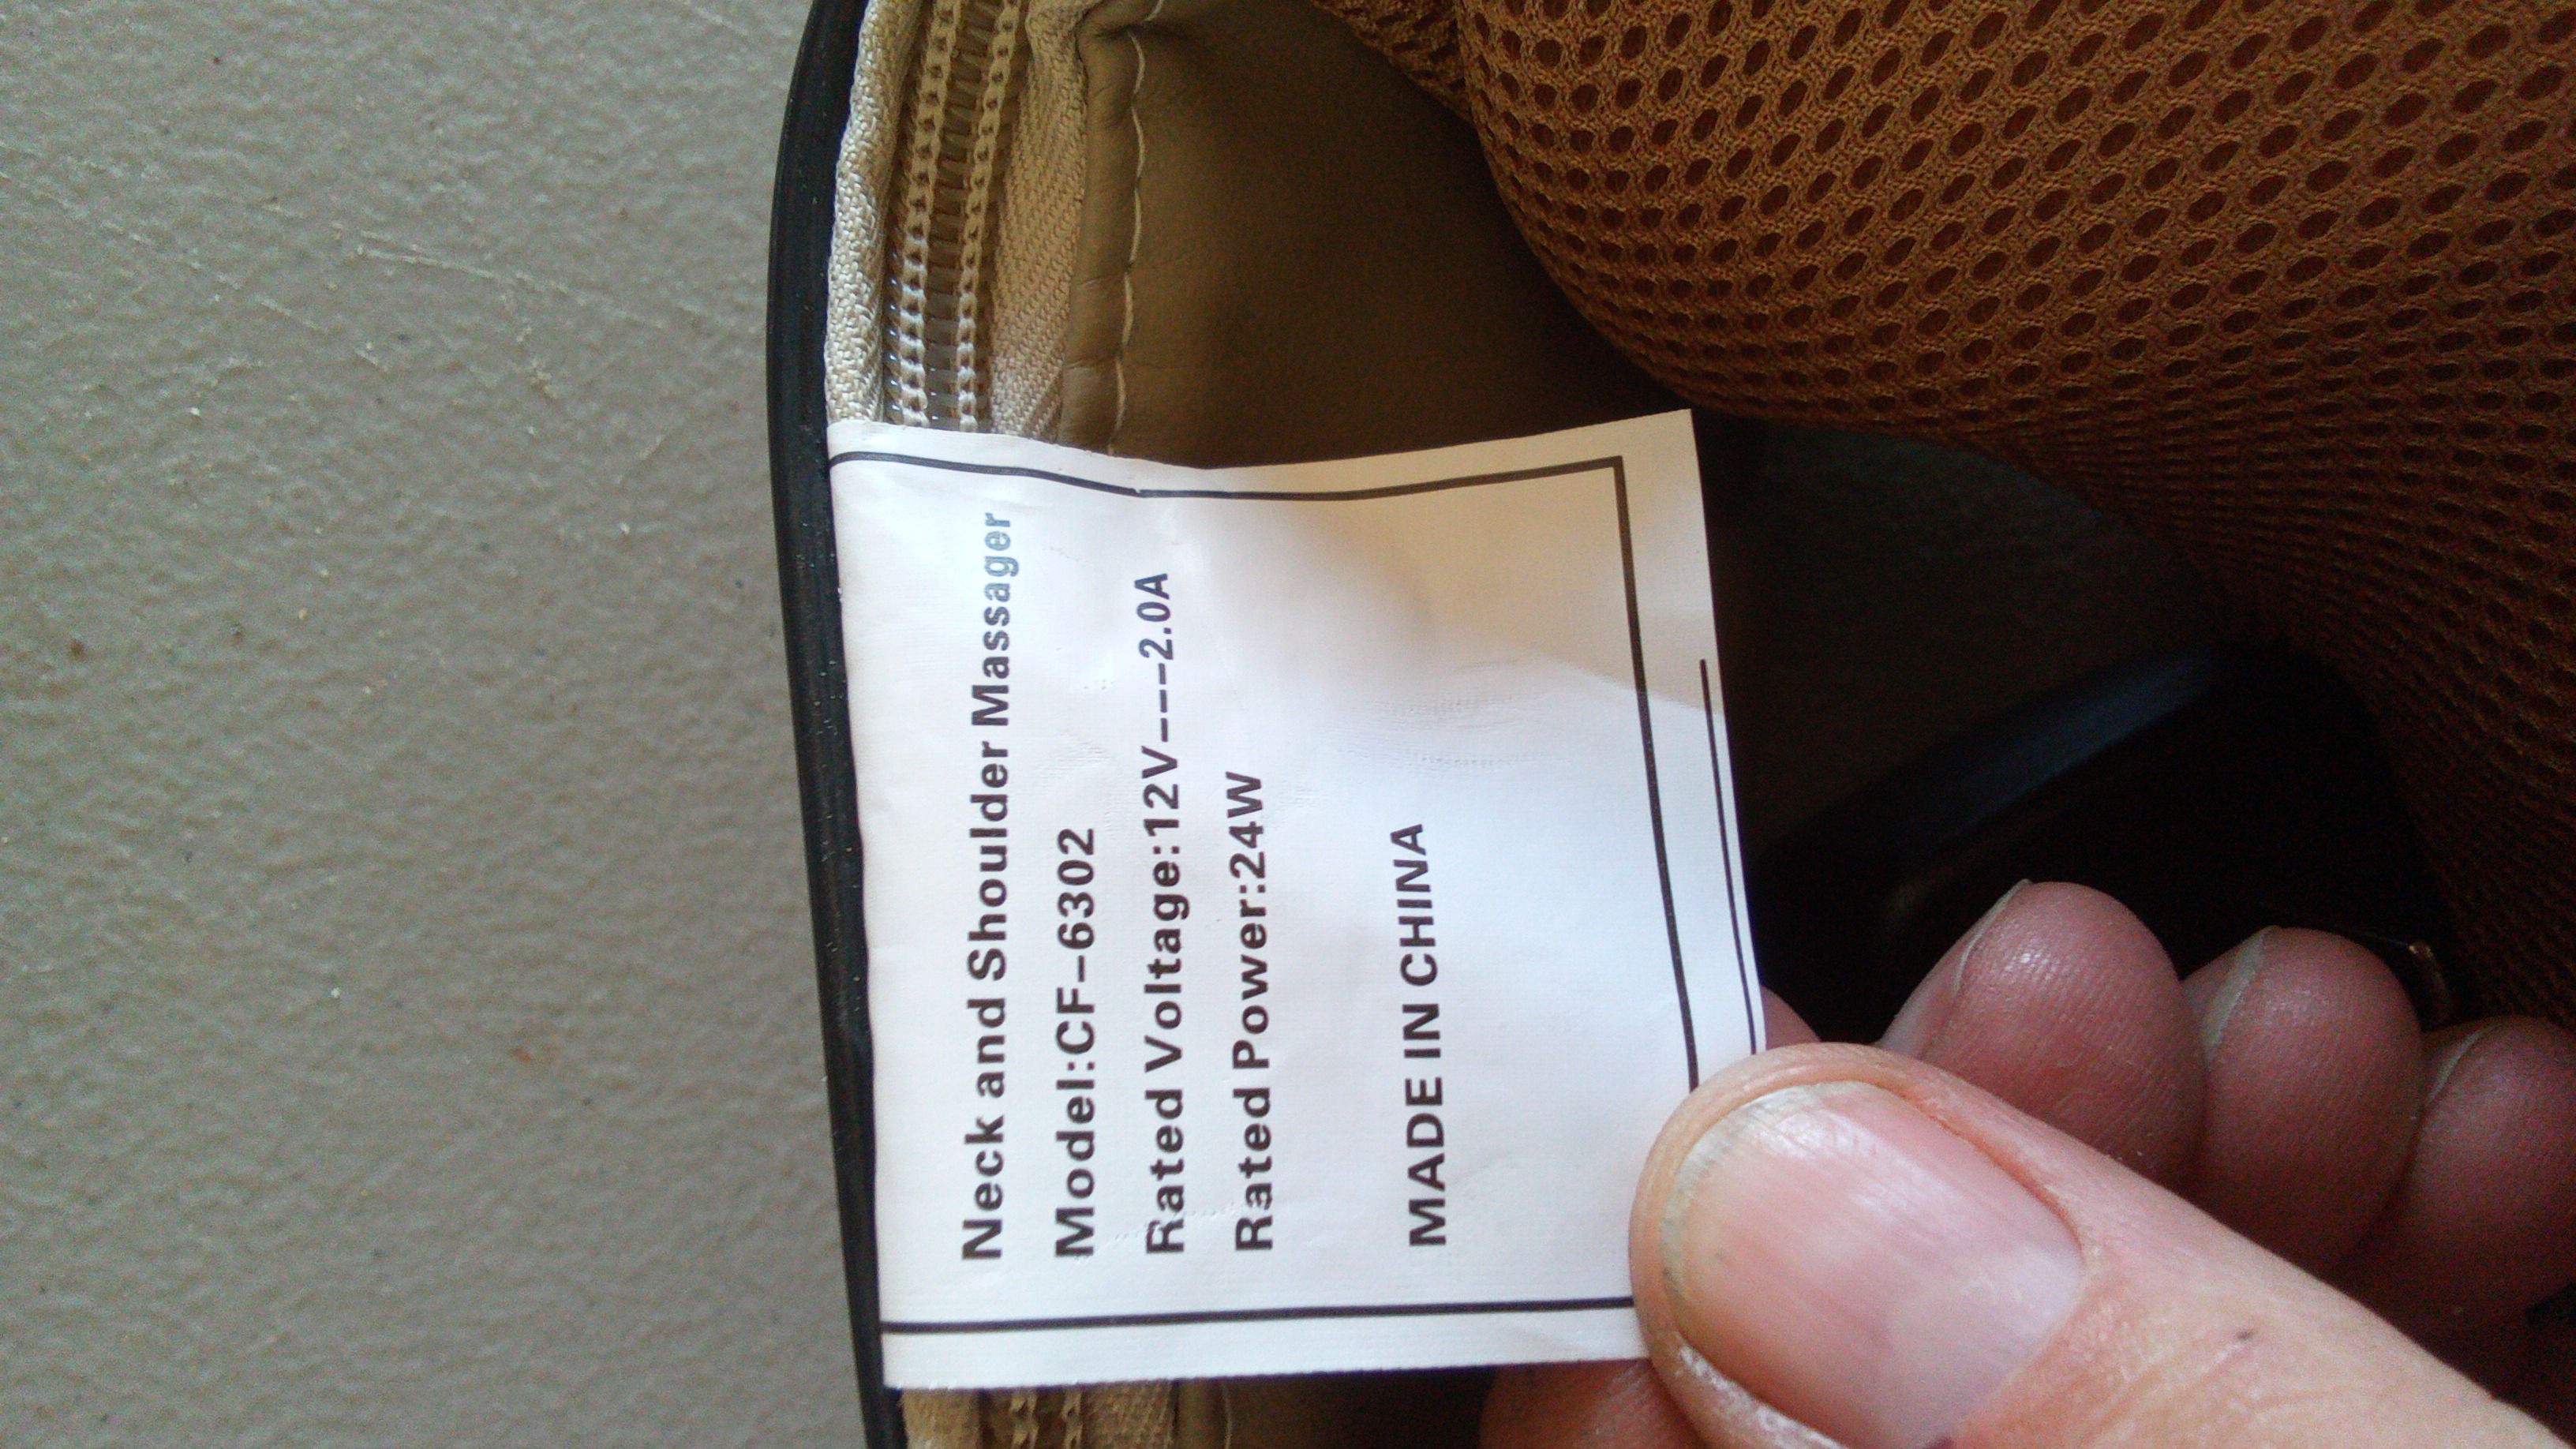 Neck and Shoulder Massager
Model:CF-6302
Rated Voltage:12V----2.0A
Rated Power:24W
MADE IN CHINA